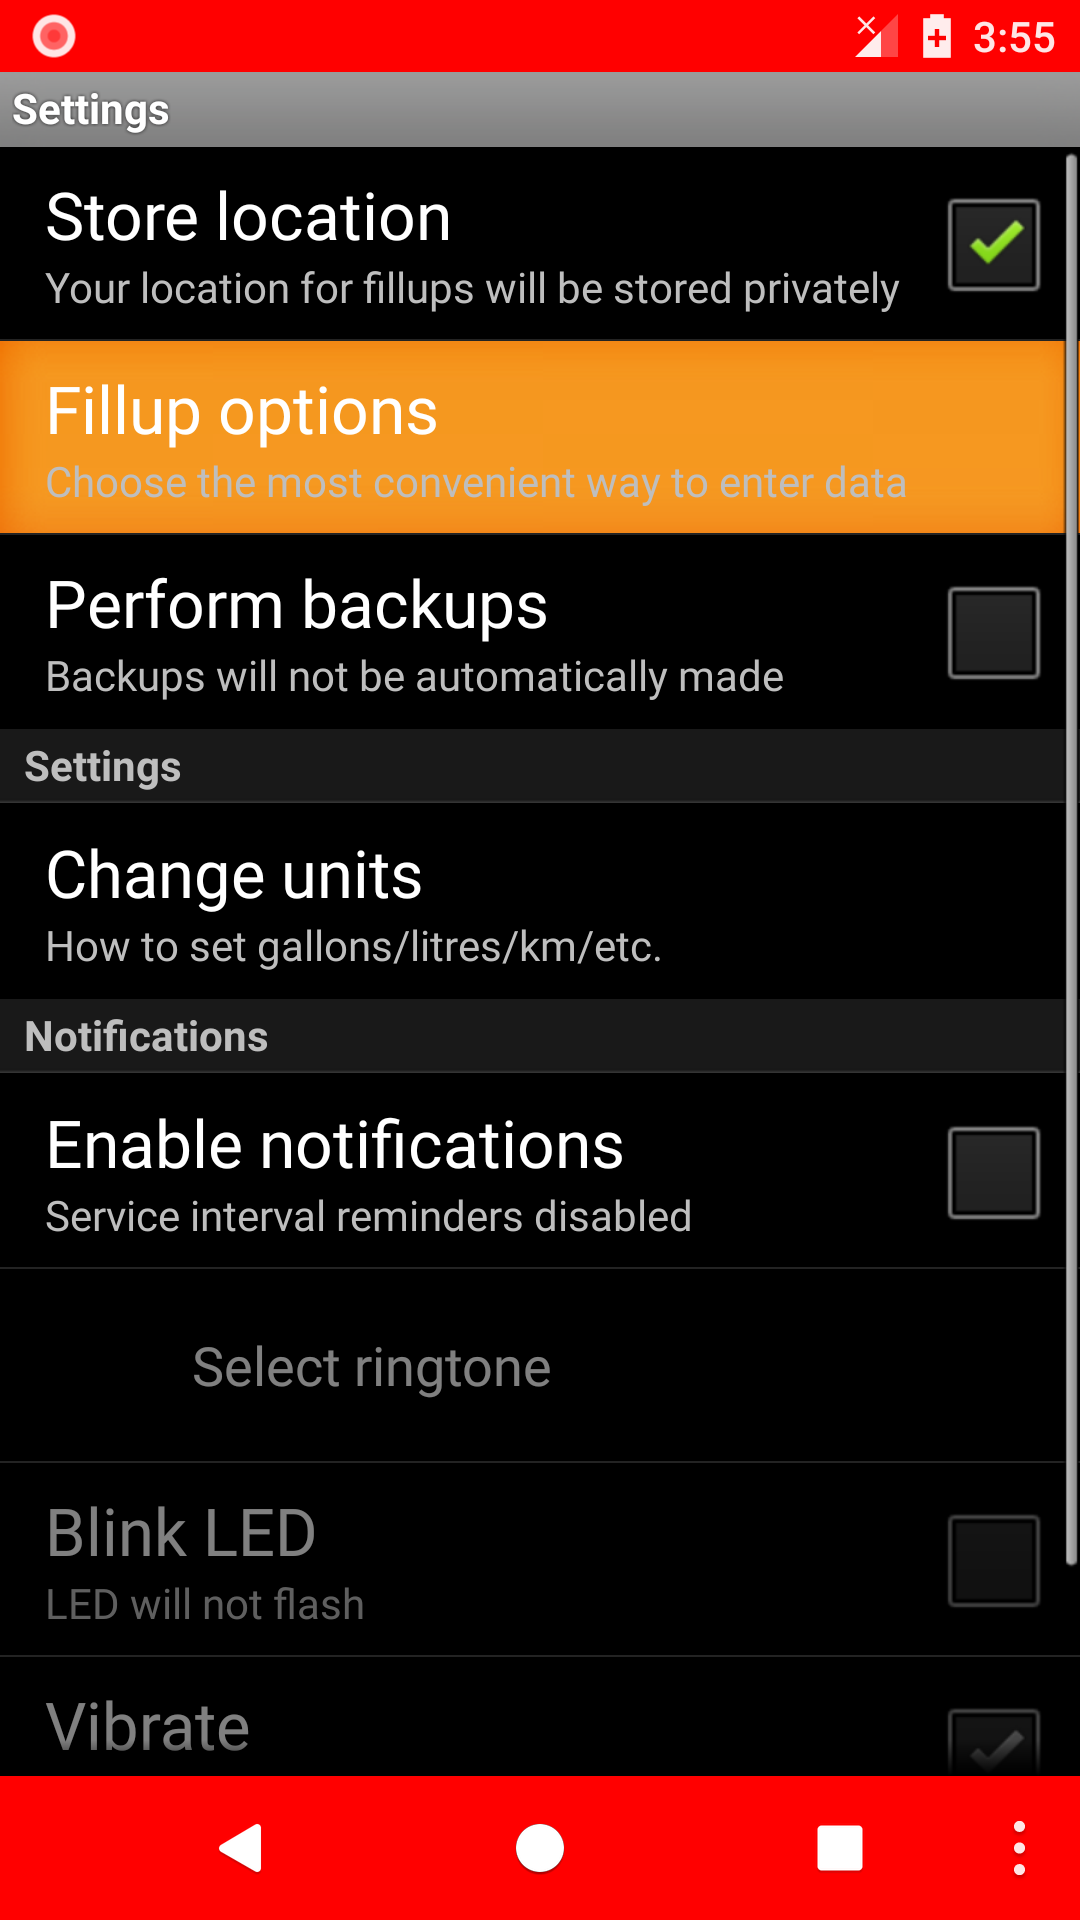 3:55
Settings
Store location
Your location for fillups will be stored privately
Fillup options
Choose the most convenient way to enter data
Perform backups
Backups will not be automatically made
Settings
Change units
How to set gallons/litres/km/etc.
Notifications
Enable notifications
Service interval reminders disabled
Select ringtone
Blink LED
LED will not flash
Vibrate